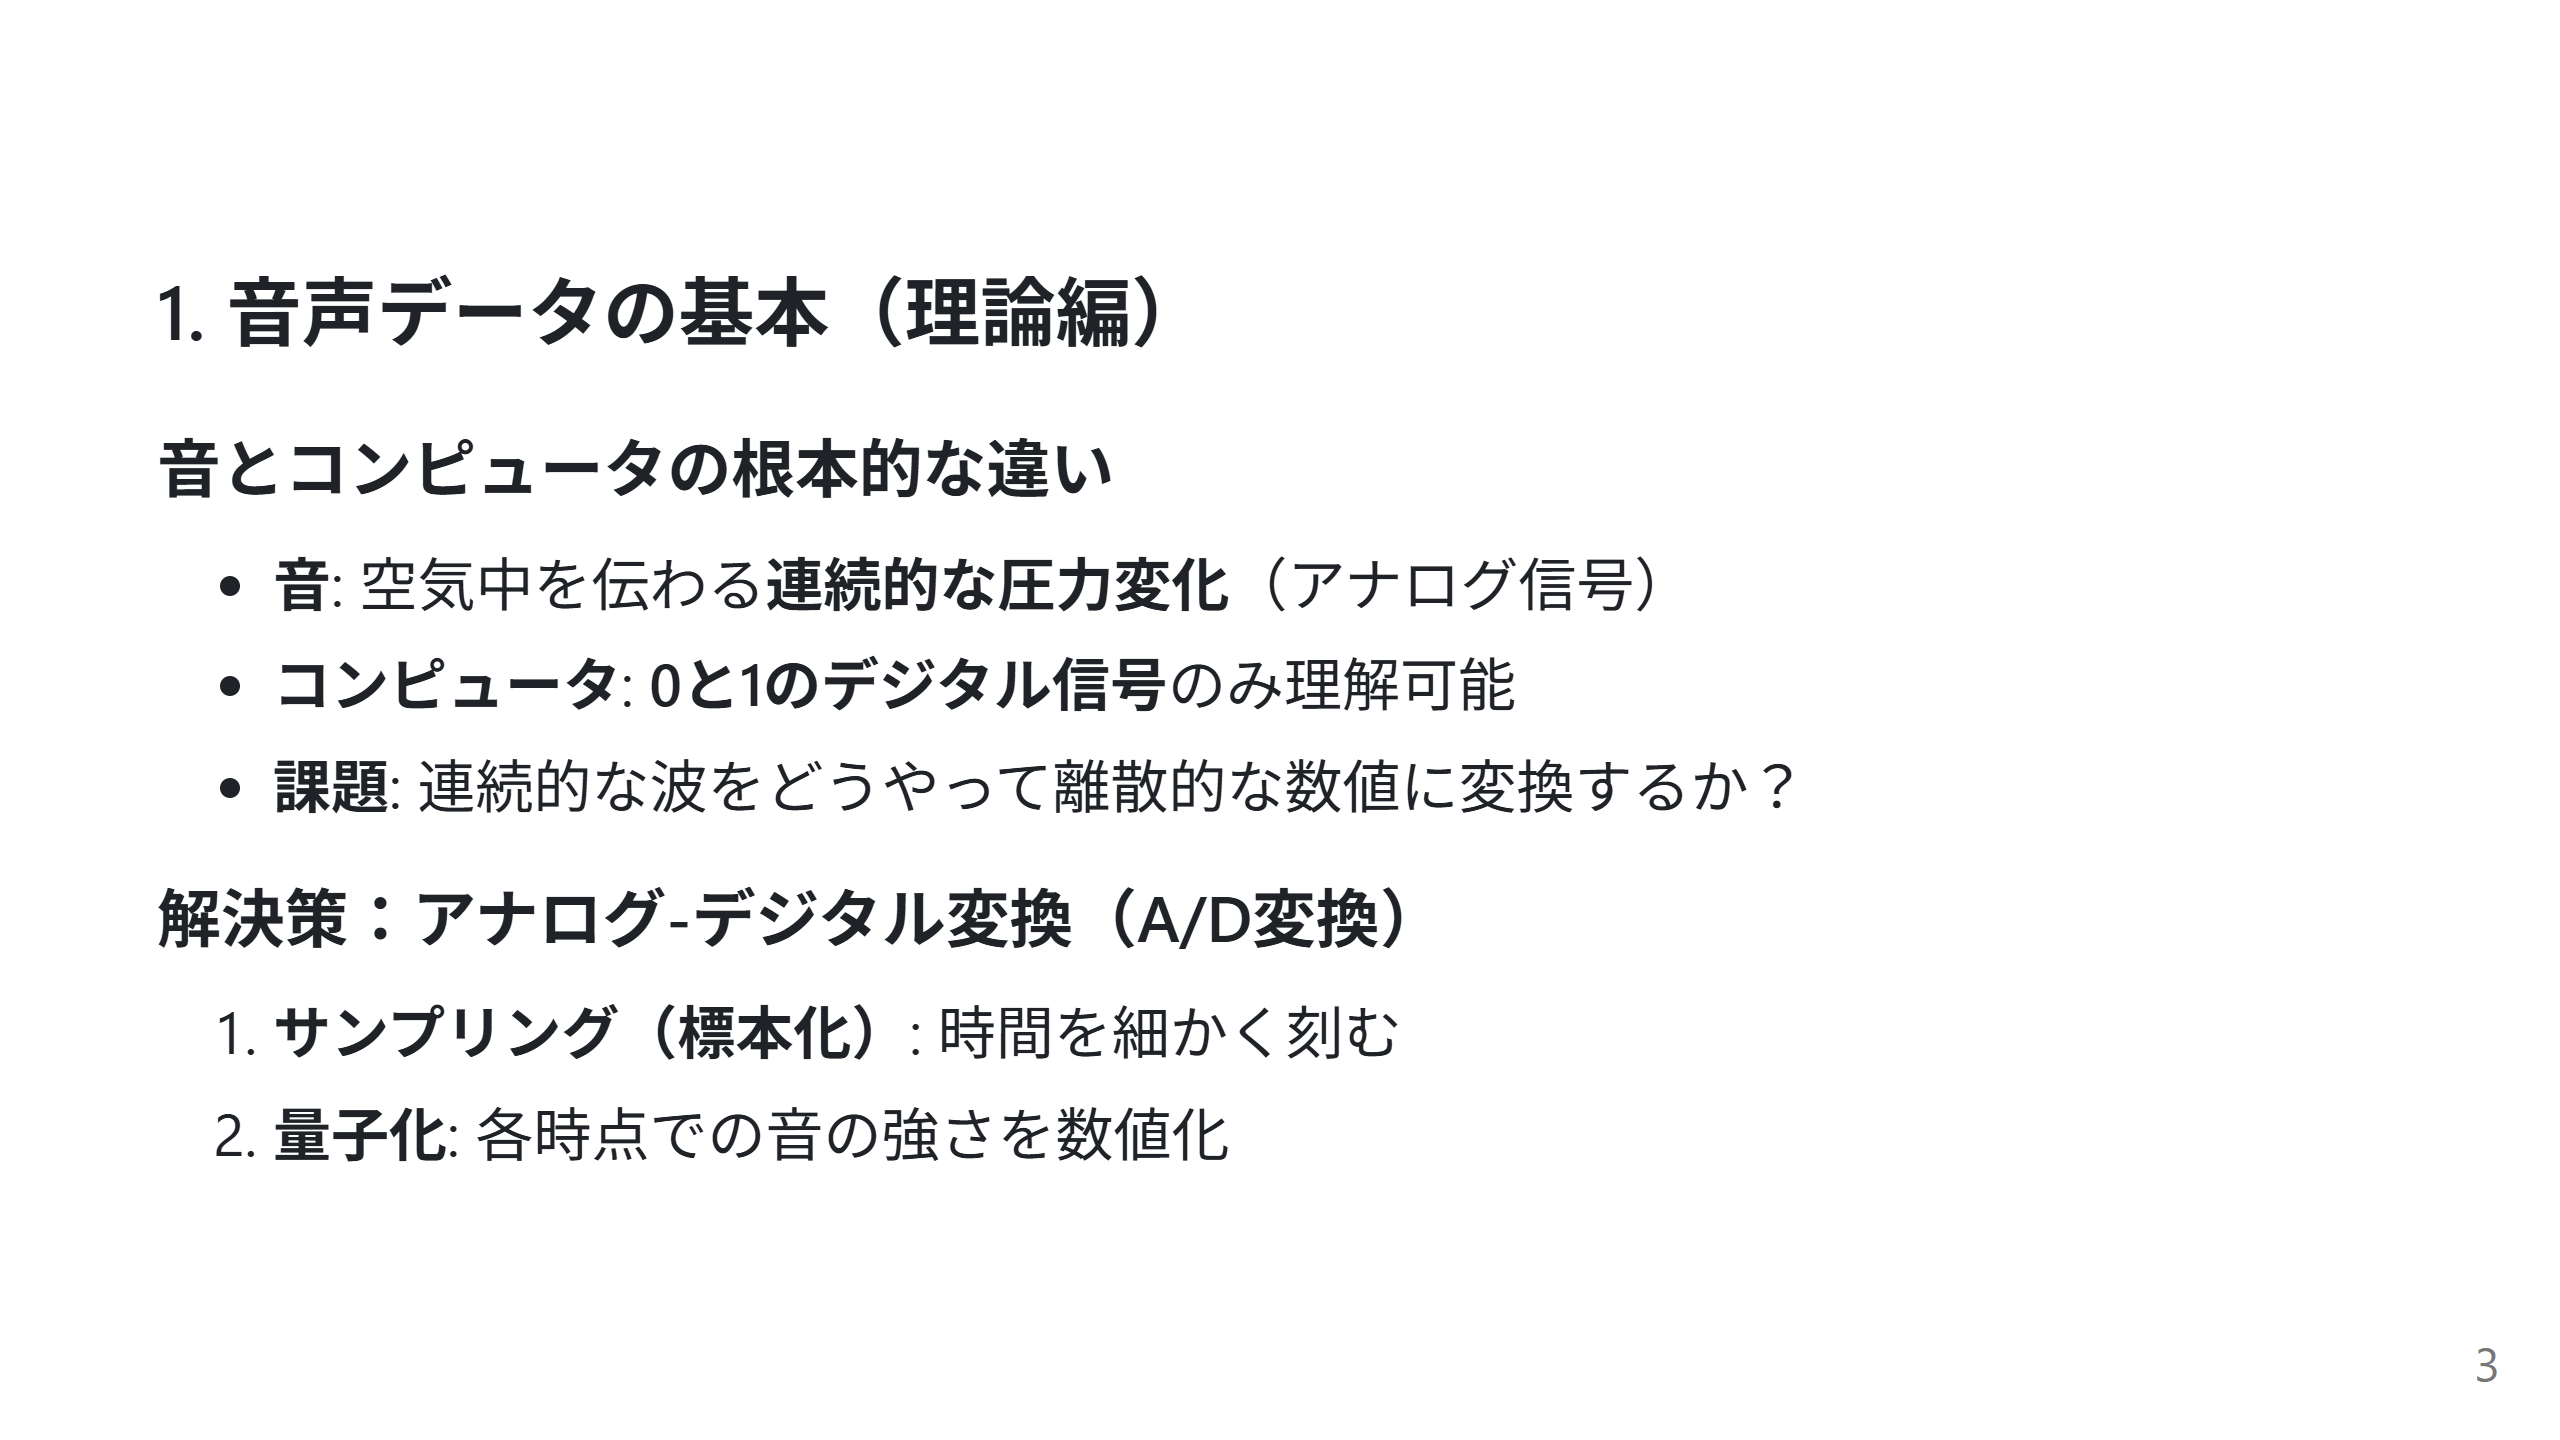 1. 音声データの基本（理論編）
音とコンピュータの根本的な違い
• 音: 空気中を伝わる連続的な圧力変化（アナログ信号）
• コンピュータ: 0と1のデジタル信号のみ理解可能
• 課題: 連続的な波をどうやって離散的な数値に変換するか？
解決策：アナログ-デジタル変換（A/D変換）
1. サンプリング（標本化）: 時間を細かく刻む
2. 量子化: 各時点での音の強さを数値化
3